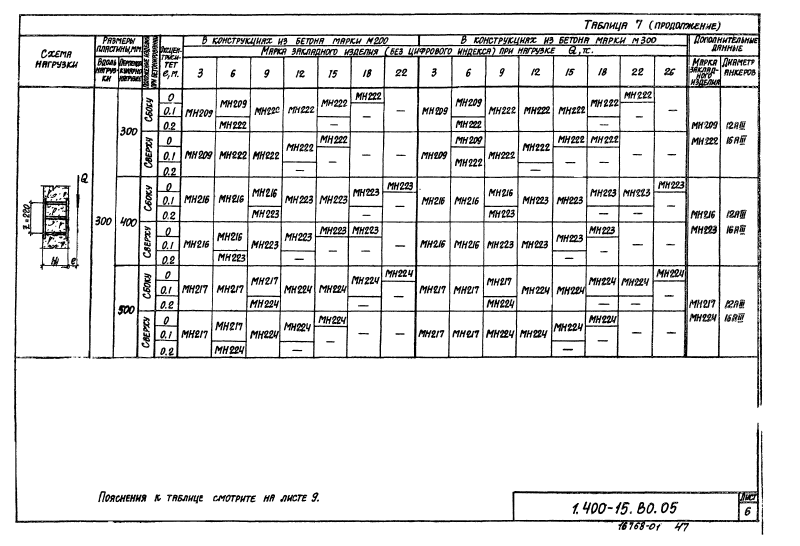 Таблица 7 (продолжение)
Схема нагрузки
Размеры пластины, мм
Вдоль нагрузки
Эксцентриситет е, м.
В конструкциях из бетона марки М200
В конструкциях из бетона марки М300
Дополнительные данные
Марка закладного изделия (без цифрового индекса) при нагрузке Q, тс.
Марка закладного изделия
Диаметр анкеров
3 6 9 12 15 18 22 3 6 9 12 15 18 22 26
300 300 Сбоку
0 МН209 МН222 МН222 МН209 МН222 МН222
0.1 МН209 МН222 — МН209 МН222 МН222 МН222 —
0.2 МН222 — — МН222 — —
МН209 12АIII
МН222 16АIII
Сверху
0 МН222 МН209 МН222 МН222
0.1 МН209 МН222 МН222 МН222 — — МН209 МН222 МН222 — —
0.2 — — МН222 — —
Q
Z=220
Н
е
400 Сбоку
0 МН216 МН223 МН223 МН216 МН223 МН223 МН223
0.1 МН216 МН216 МН223 МН223 — МН216 МН216 МН223 МН223 —
0.2 МН223 — МН223 — —
МН216 12АIII
МН223 16АIII
Сверху
0 МН216 МН223 МН223 МН223 МН223
0.1 МН216 МН223 МН223 — МН216 МН216 МН223 МН223 — —
0.2 МН223 — — — — —
500 Сбоку
0 МН217 МН224 МН224 МН217 МН224 МН224 МН224
0.1 МН217 МН217 МН224 МН224 — МН217 МН217 МН224 МН224 —
0.2 МН224 — МН224 — —
МН217 12АIII
МН224 16АIII
Сверху
0 МН217 МН224 МН224 МН224 МН224
0.1 МН217 МН224 МН224 — — МН217 МН217 МН224 МН224 — —
0.2 МН224 — — — —
Пояснения к таблице смотрите на листе 9.
1.400-15. В0.05
Лист
6
16768-01 47